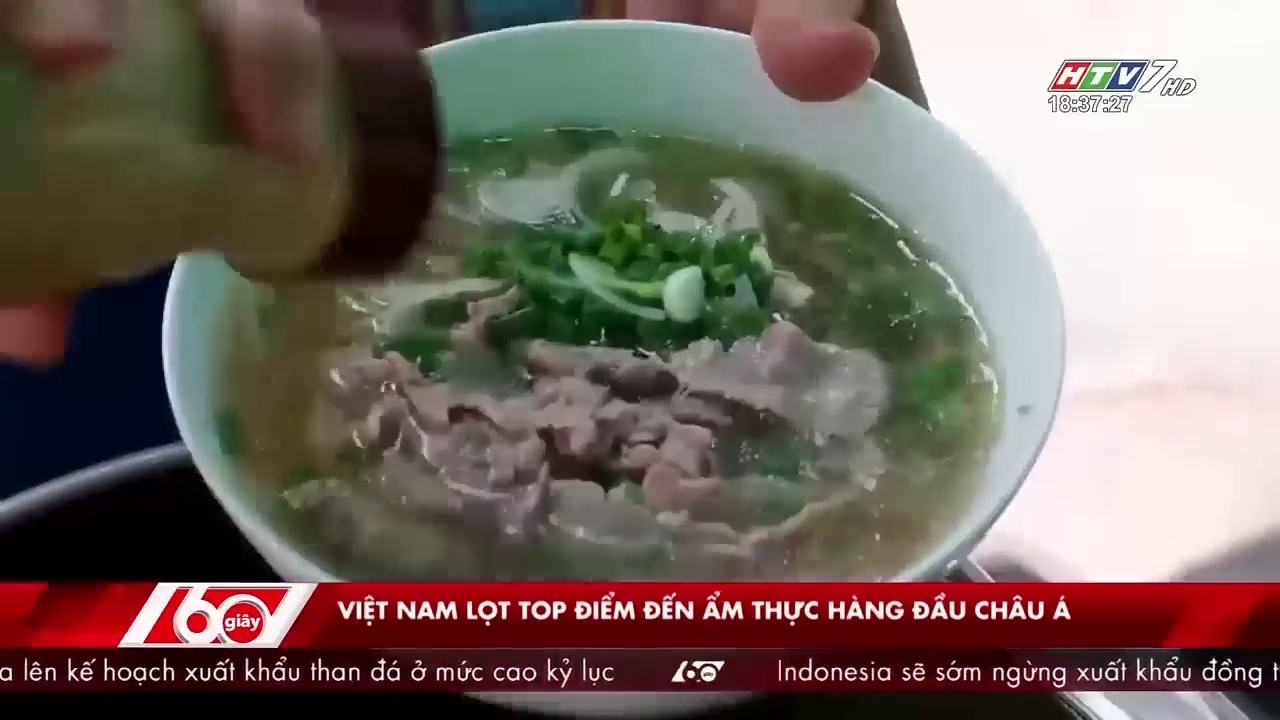 HTV7 HD
18:37:27
60 giây
VIỆT NAM LỌT TOP ĐIỂM ĐẾN ẨM THỰC HÀNG ĐẦU CHÂU Á
a lên kế hoạch xuất khẩu than đá ở mức cao kỷ lục 60 Indonesia sẽ sớm ngừng xuất khẩu đồng t